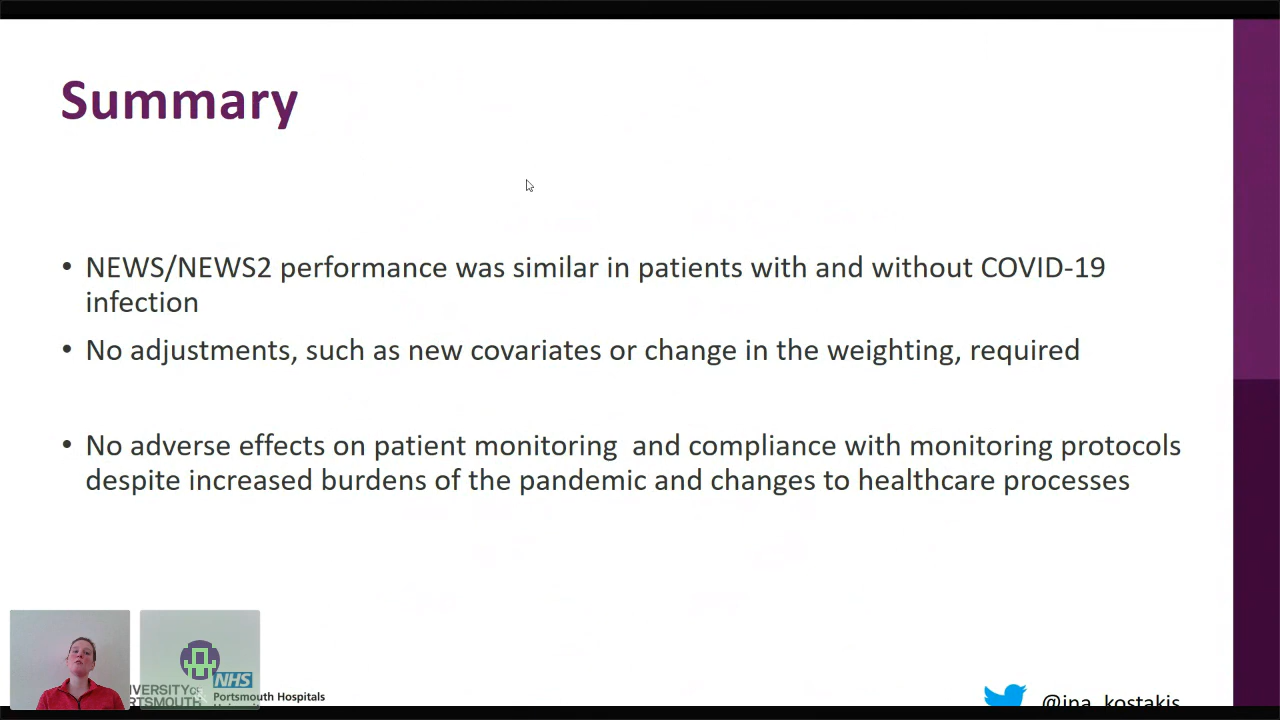 Summary
• NEWS/NEWS2 performance was similar in patients with and without COVID-19
infection
• No adjustments, such as new covariates or change in the weighting, required
• No adverse effects on patient monitoring and compliance with monitoring protocols
despite increased burdens of the pandemic and changes to healthcare processes
NHS
Portsmouth Hospitals
@ina_kostakis